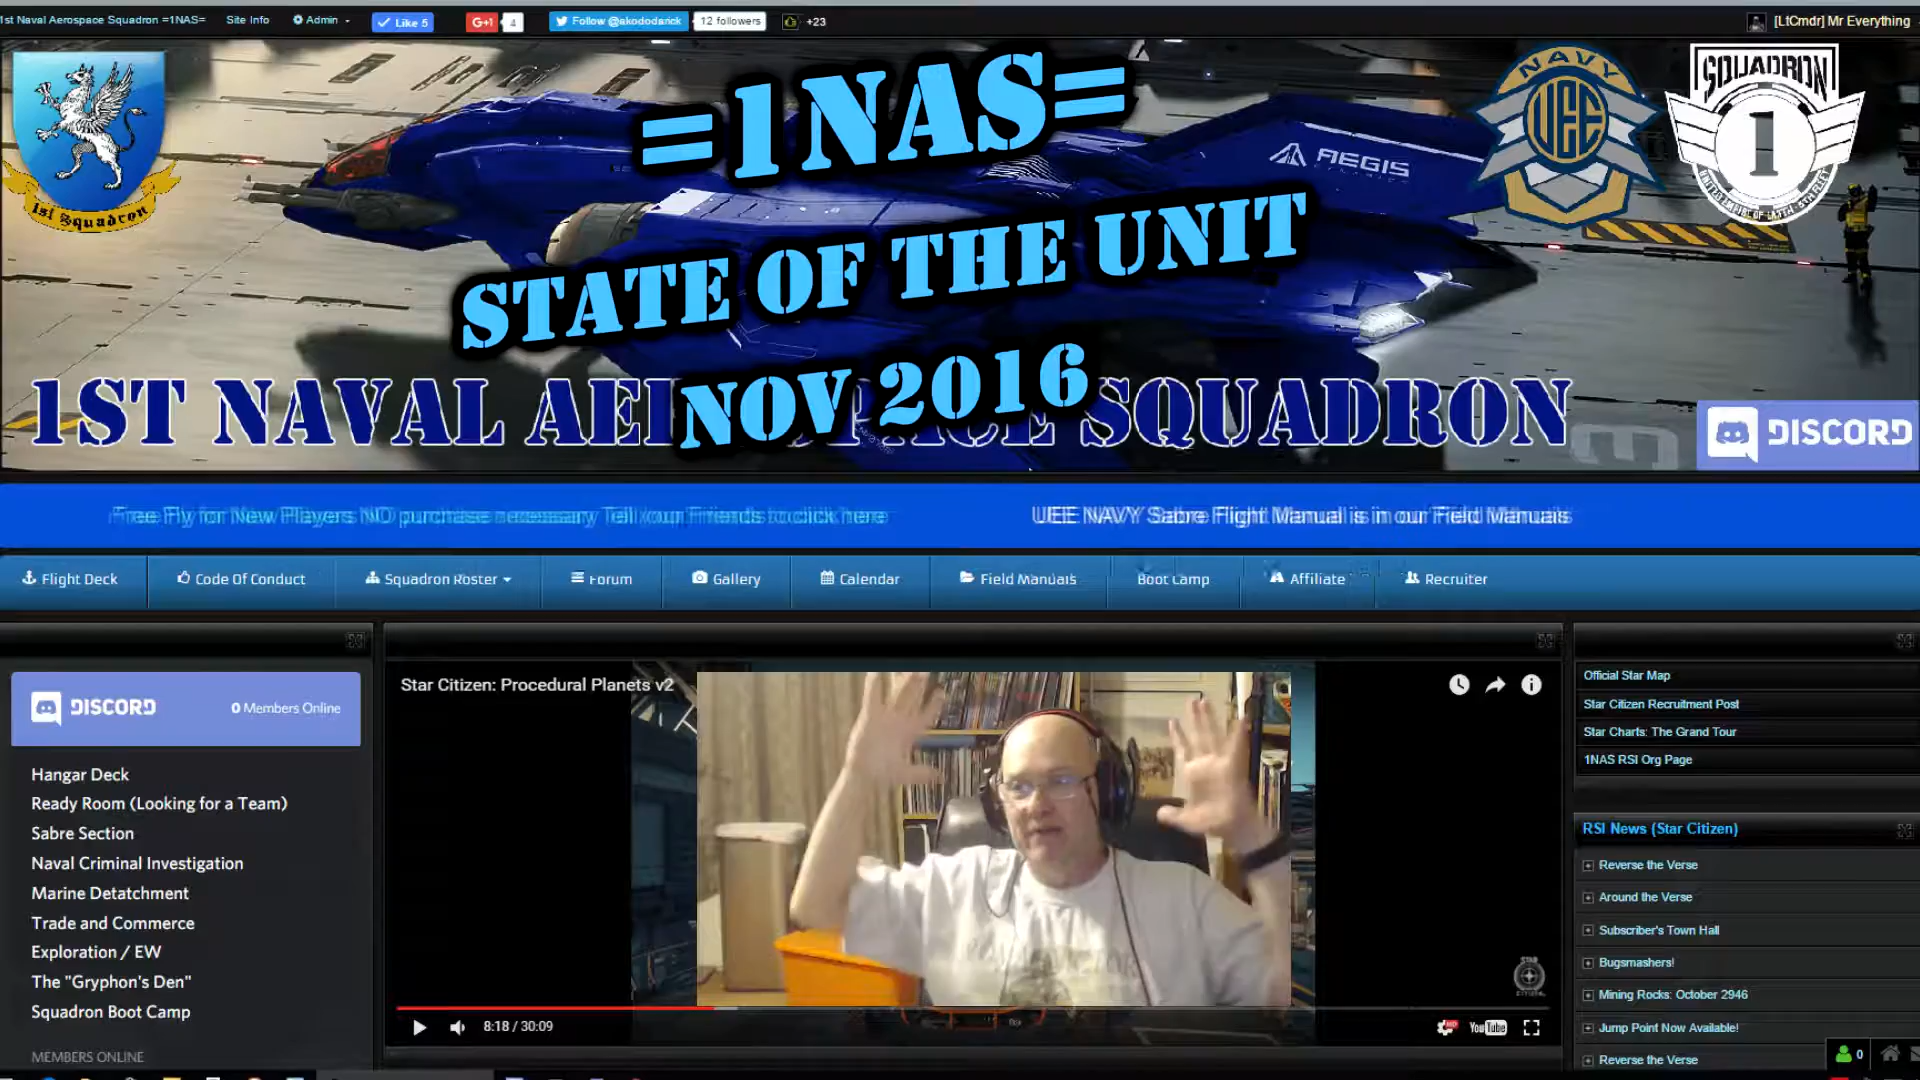 1st Naval Aerospace Squadron =1NAS=
Site Info
Admin
Like 5
G+1
4
Follow @akododarick
12 followers
+23
[LtCmdr] Mr Everything
=1NAS=
STATE OF THE UNIT
NOV 2016
1st Squadron
AEGIS
NAVY
UEE
SQUADRON
1
1ST NAVAL AE SQUADRON
DISCORD
Free Fly for New Players NO purchase necessary Tell your Friends to click here
UEE NAVY Sabre Flight Manual is in our Field Manuals
Flight Deck
Code Of Conduct
Squadron Roster
Forum
Gallery
Calendar
Field Manuals
Boot Camp
Affiliate
Recruiter
DISCORD
0 Members Online
Hangar Deck
Ready Room (Looking for a Team)
Sabre Section
Naval Criminal Investigation
Marine Detatchment
Trade and Commerce
Exploration / EW
The "Gryphon's Den"
Squadron Boot Camp
MEMBERS ONLINE
Star Citizen: Procedural Planets v2
8:18 / 30:09
YouTube
Official Star Map
Star Citizen Recruitment Post
Star Charts: The Grand Tour
1NAS RSI Org Page
RSI News (Star Citizen)
Reverse the Verse
Around the Verse
Subscriber's Town Hall
Bugsmashers!
Mining Rocks: October 2946
Jump Point Now Available!
Reverse the Verse
0